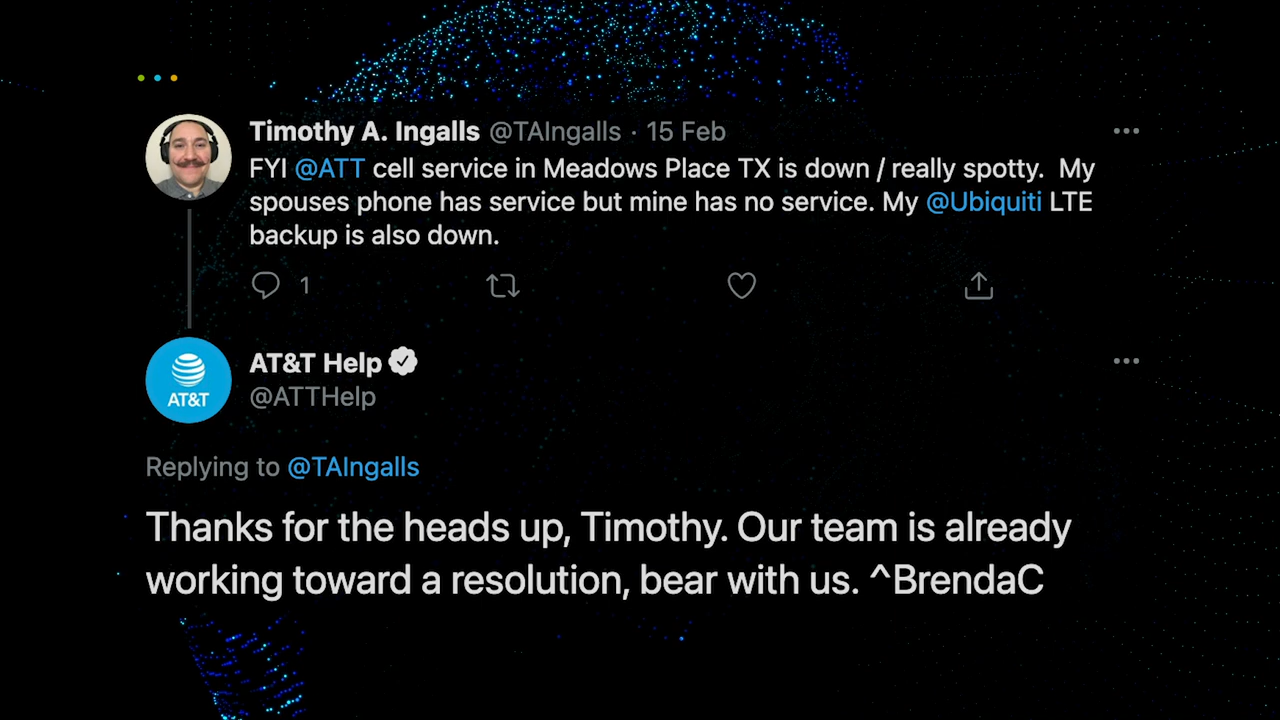 Timothy A. Ingalls @TAIngalls · 15 Feb
FYI @ATT cell service in Meadows Place TX is down / really spotty.  My
spouses phone has service but mine has no service. My @Ubiquiti LTE
backup is also down.
1
AT&T Help
AT&T
@ATTHelp
Replying to @TAIngalls
Thanks for the heads up, Timothy. Our team is already
working toward a resolution, bear with us. ^BrendaC